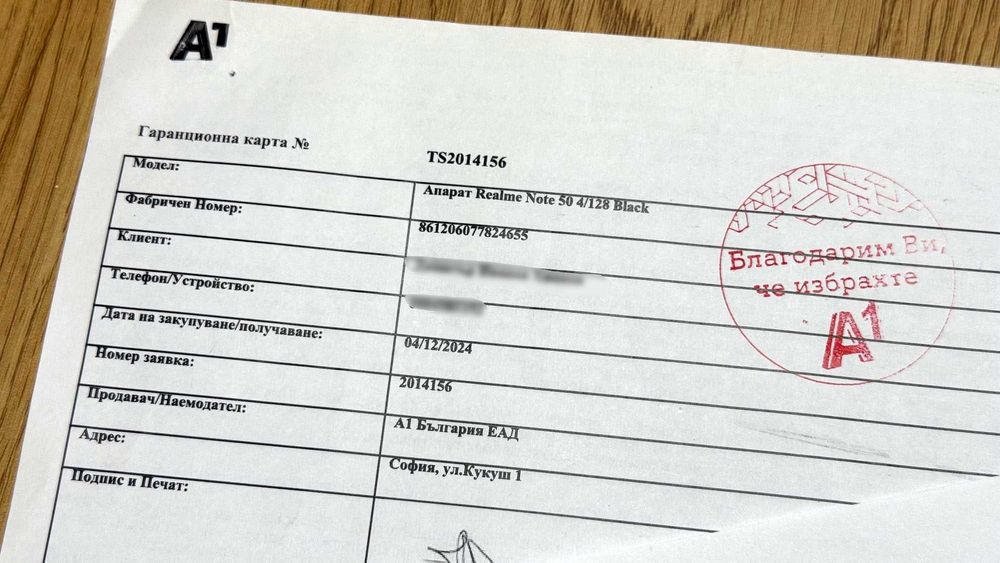 A1
Гаранционна карта № TS2014156
Модел: Апарат Realme Note 50 4/128 Black
Фабричен Номер: 861206077824655
Клиент:
Телефон/Устройство:
Дата на закупуване/получаване: 04/12/2024
Номер заявка: 2014156
Продавач/Наемодател: А1 България ЕАД
Адрес: София, ул.Кукуш 1
Подпис и Печат:
Благодарим Ви,
че избрахте
A1